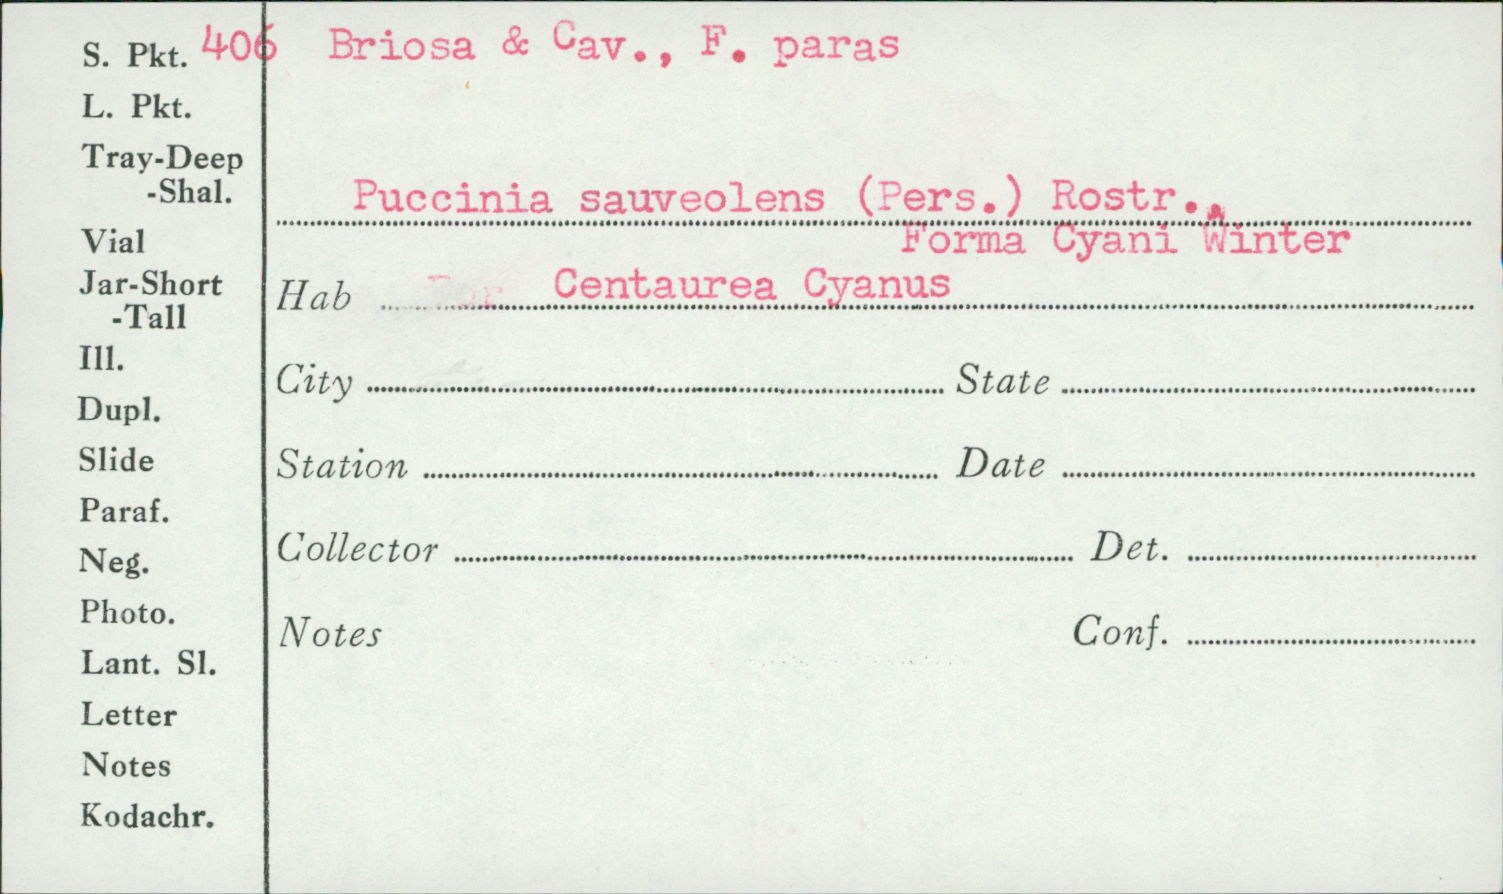 S. Pkt. 406 Briosa & Cav., F. paras
L. Pkt.
Tray-Deep
-Shal.
Puccinia sauveolens (Pers.) Rostr.,
Vial
Forma Cyani Winter
Jar-Short
Hab Centaurea Cyanus
-Tall
Ill.
City State
Dupl.
Slide
Station Date
Paraf.
Collector Det.
Neg.
Photo.
Notes Conf.
Lant. Sl.
Letter
Notes
Kodachr.